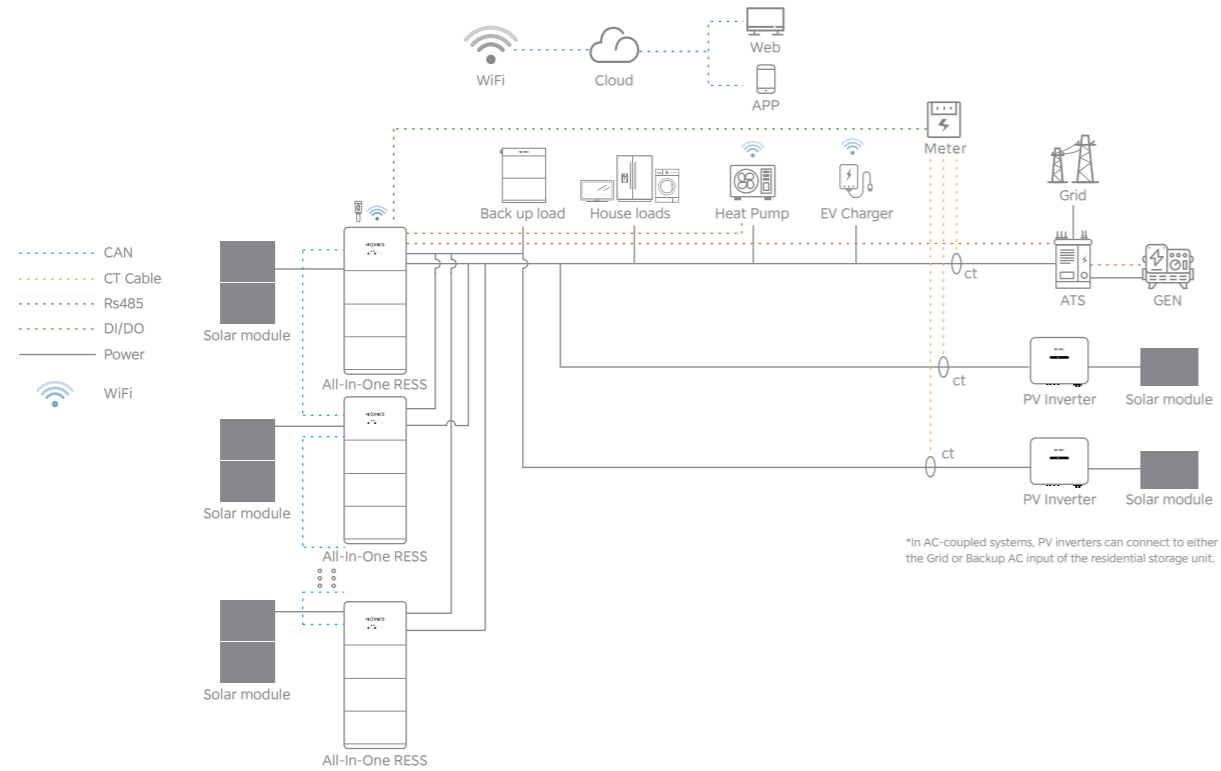 WiFi
Cloud
Web
APP
Meter
Back up load
House loads
Heat Pump
EV Charger
Grid
ATS
GEN
ct
ct
ct
CAN
CT Cable
Rs485
DI/DO
Power
WiFi
Solar module
HICONICS
All-In-One RESS
PV Inverter
Solar module
Solar module
HICONICS
All-In-One RESS
PV Inverter
Solar module
*In AC-coupled systems, PV inverters can connect to either
the Grid or Backup AC input of the residential storage unit.
Solar module
HICONICS
All-In-One RESS